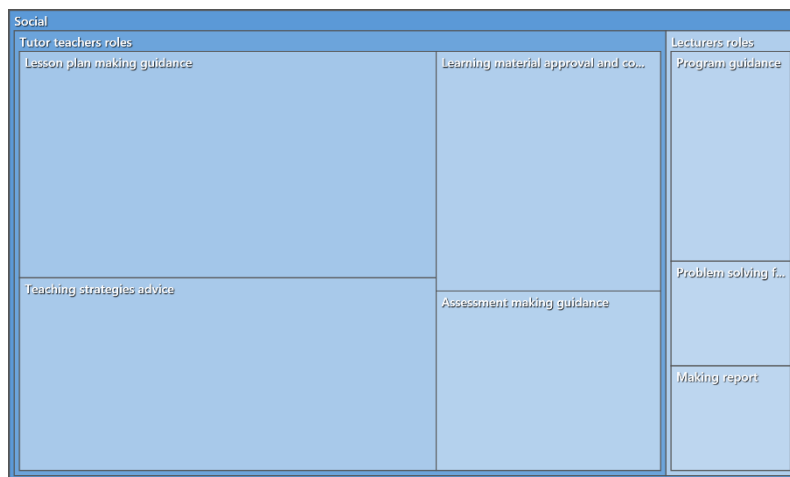 Social
Tutor teachers roles
Lesson plan making guidance
Learning material approval and co...
Teaching strategies advice
Assessment making guidance
Lecturers roles
Program guidance
Problem solving f...
Making report